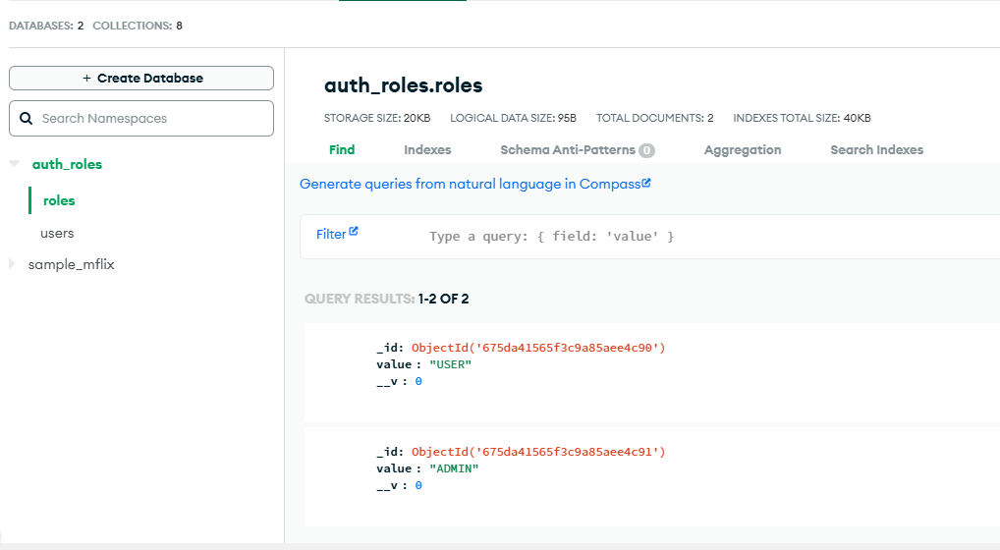 DATABASES: 2 COLLECTIONS: 8
+ Create Database
Search Namespaces
auth_roles
roles
users
sample_mflix
auth_roles.roles
STORAGE SIZE: 20KB LOGICAL DATA SIZE: 95B TOTAL DOCUMENTS: 2 INDEXES TOTAL SIZE: 40KB
Find Indexes Schema Anti-Patterns 0 Aggregation Search Indexes
Generate queries from natural language in Compass
Filter Type a query: { field: 'value' }
QUERY RESULTS: 1-2 OF 2
_id: ObjectId('675da41565f3c9a85aee4c90')
value : "USER"
__v : 0
_id: ObjectId('675da41565f3c9a85aee4c91')
value : "ADMIN"
__v : 0